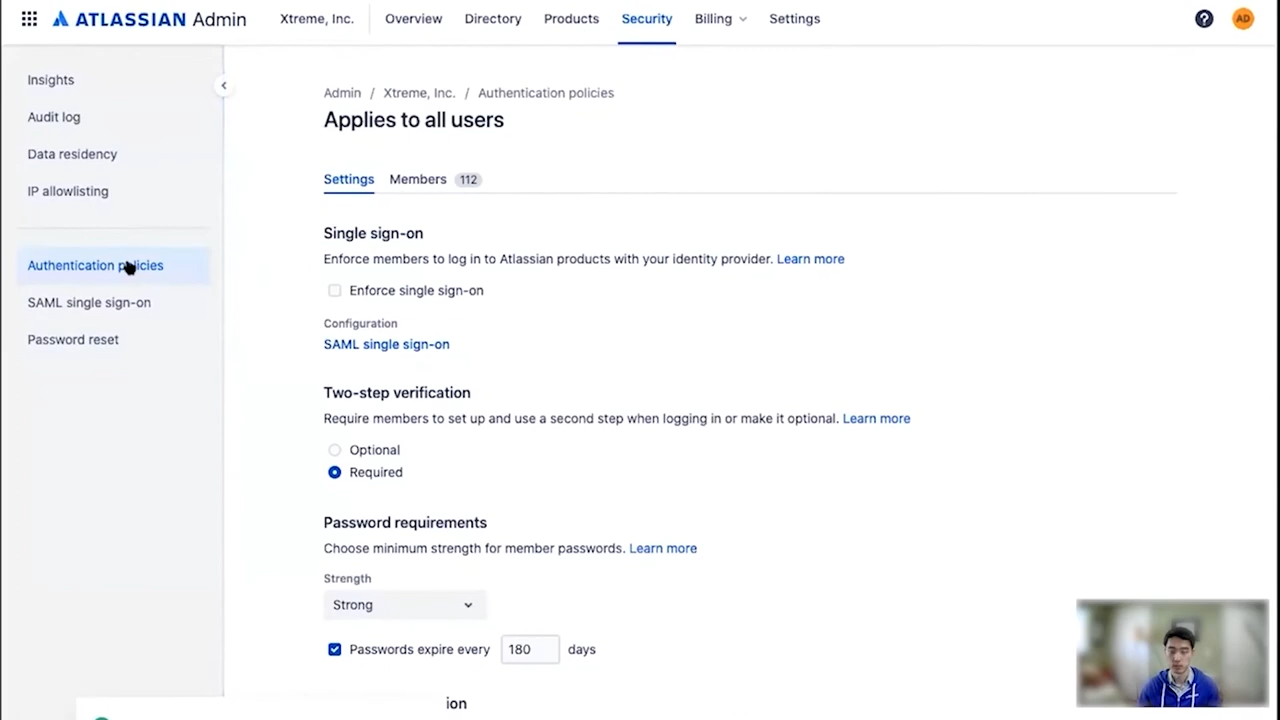 ATLASSIAN Admin
Xtreme, Inc.
Overview
Directory
Products
Security
Billing
Settings
?
AD
Insights
Audit log
Data residency
IP allowlisting
Authentication policies
SAML single sign-on
Password reset
Admin / Xtreme, Inc. / Authentication policies
Applies to all users
Settings
Members 112
Single sign-on
Enforce members to log in to Atlassian products with your identity provider. Learn more
Enforce single sign-on
Configuration
SAML single sign-on
Two-step verification
Require members to set up and use a second step when logging in or make it optional. Learn more
Optional
Required
Password requirements
Choose minimum strength for member passwords. Learn more
Strength
Strong
Passwords expire every 180 days
ion